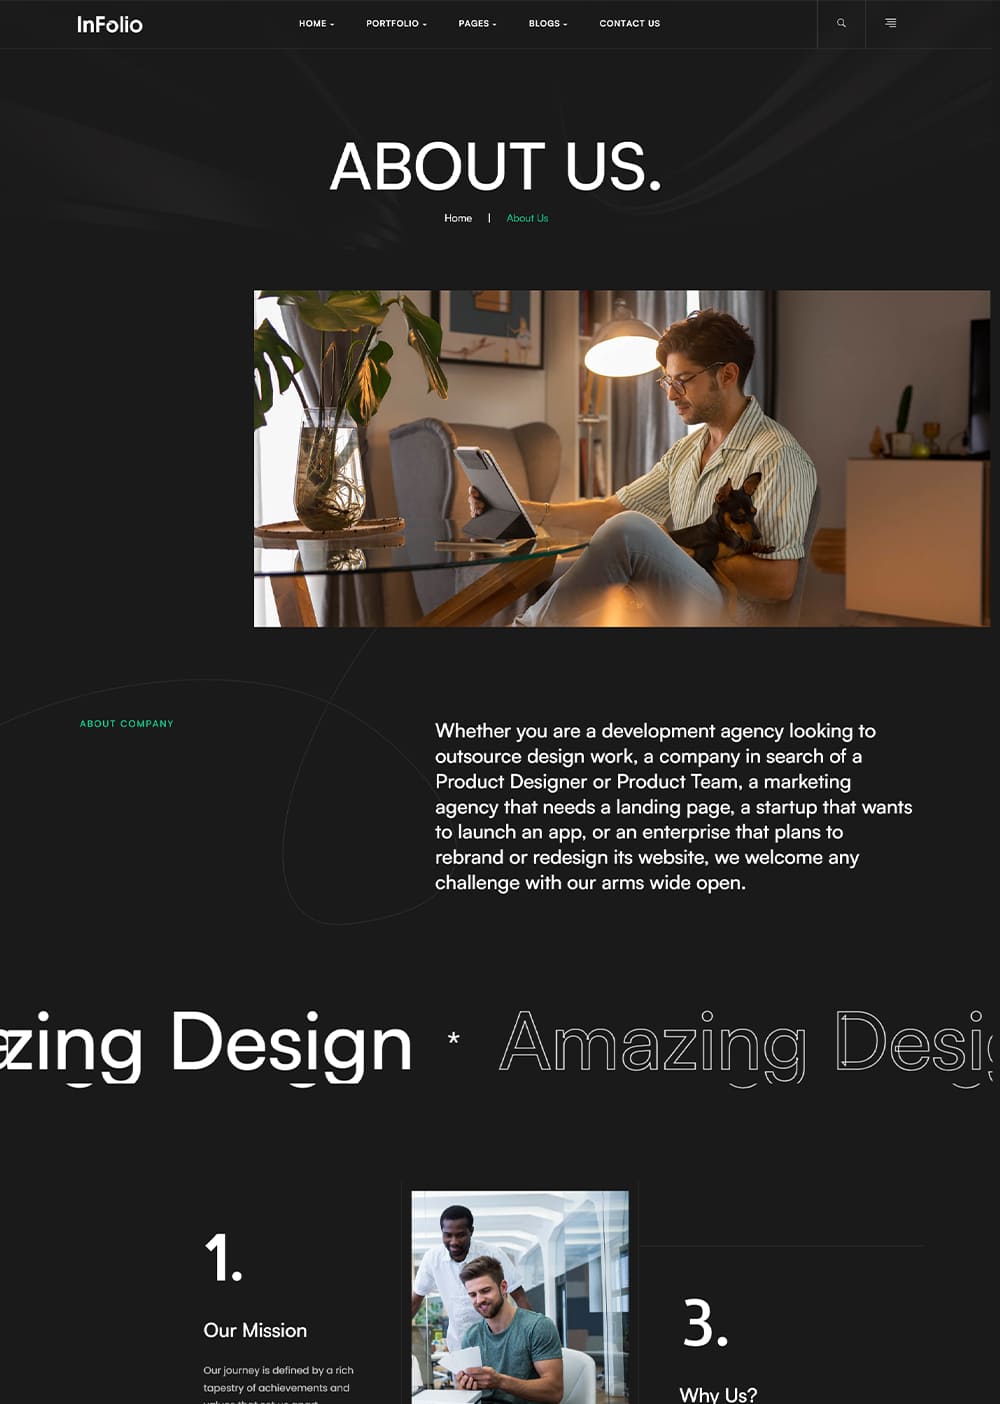 InFolio
HOME
PORTFOLIO
PAGES
BLOGS
CONTACT US
ABOUT US.
Home | About Us
ABOUT COMPANY
Whether you are a development agency looking to
outsource design work, a company in search of a
Product Designer or Product Team, a marketing
agency that needs a landing page, a startup that wants
to launch an app, or an enterprise that plans to
rebrand or redesign its website, we welcome any
challenge with our arms wide open.
azing Design * Amazing Desig
1.
Our Mission
Our journey is defined by a rich
tapestry of achievements and
3.
Why Us?